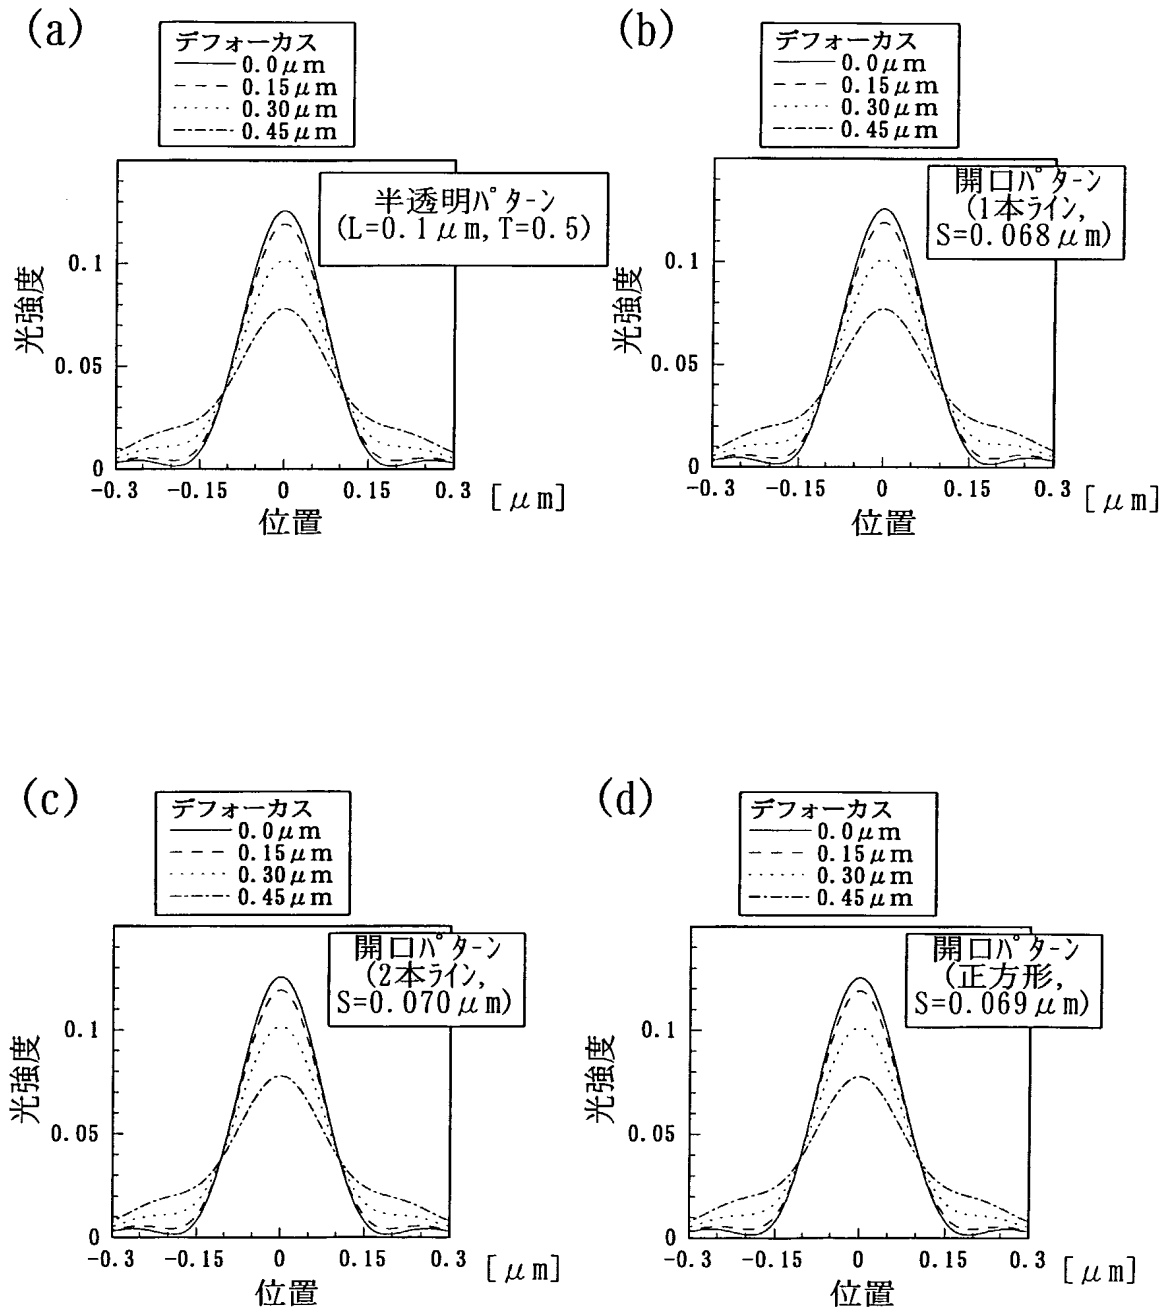 (a)
デフォーカス
0.0μm
0.15μm
0.30μm
0.45μm
半透明パターン
(L=0.1μm,T=0.5)
光強度
0.1
0.05
0
-0.3 -0.15 0 0.15 0.3 [μm]
位置
(b)
デフォーカス
0.0μm
0.15μm
0.30μm
0.45μm
開口パターン
(1本ライン,
S=0.068μm)
光強度
0.1
0.05
0
-0.3 -0.15 0 0.15 0.3 [μm]
位置
(c)
デフォーカス
0.0μm
0.15μm
0.30μm
0.45μm
開口パターン
(2本ライン,
S=0.070μm)
光強度
0.1
0.05
0
-0.3 -0.15 0 0.15 0.3 [μm]
位置
(d)
デフォーカス
0.0μm
0.15μm
0.30μm
0.45μm
開口パターン
(正方形,
S=0.069μm)
光強度
0.1
0.05
0
-0.3 -0.15 0 0.15 0.3 [μm]
位置